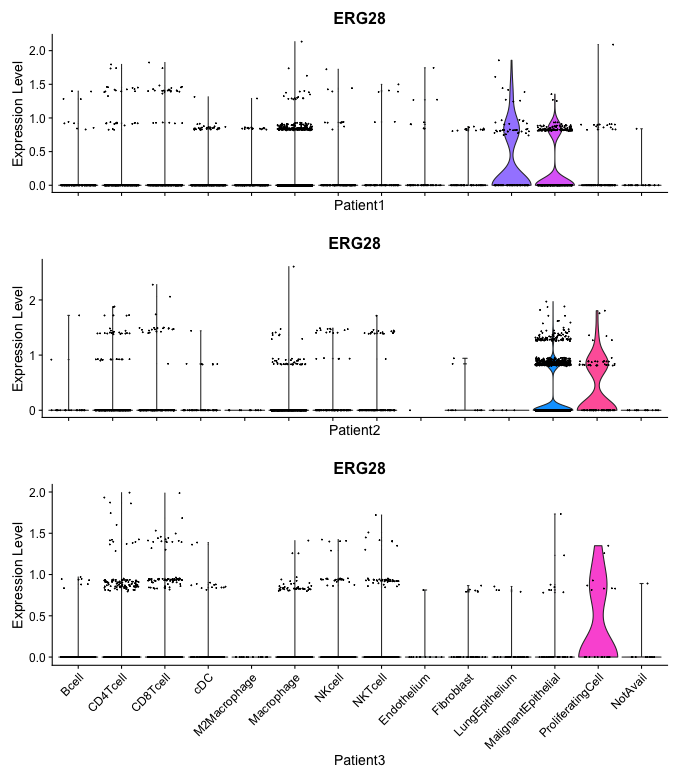 ERG28
Expression Level
2.0
1.5
1.0
0.5
0.0
Patient1
ERG28
Expression Level
2
1
0
Patient2
ERG28
Expression Level
2.0
1.5
1.0
0.5
0.0
Bcell
CD4Tcell
CD8Tcell
cDC
M2Macrophage
Macrophage
NKcell
NKTcell
Endothelium
Fibroblast
LungEpithelium
MalignantEpithelial
ProliferatingCell
NotAvail
Patient3